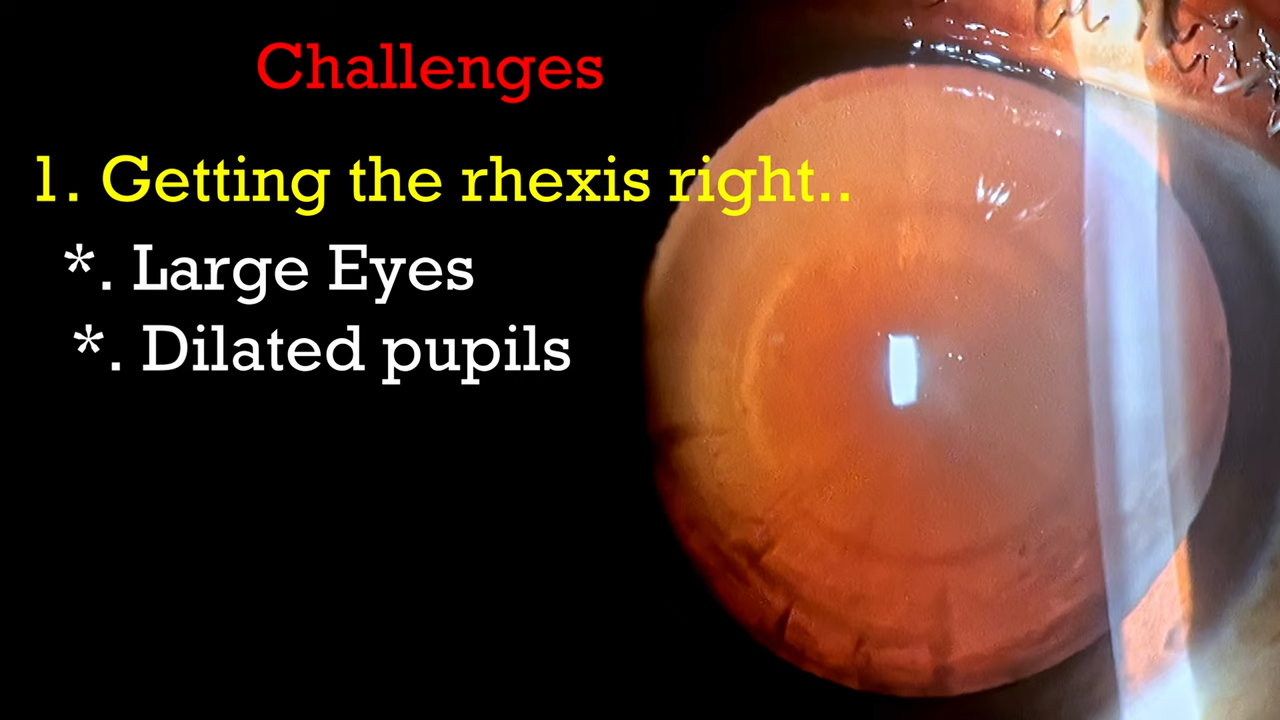 Challenges
1. Getting the rhexis right..
*. Large Eyes
*. Dilated pupils